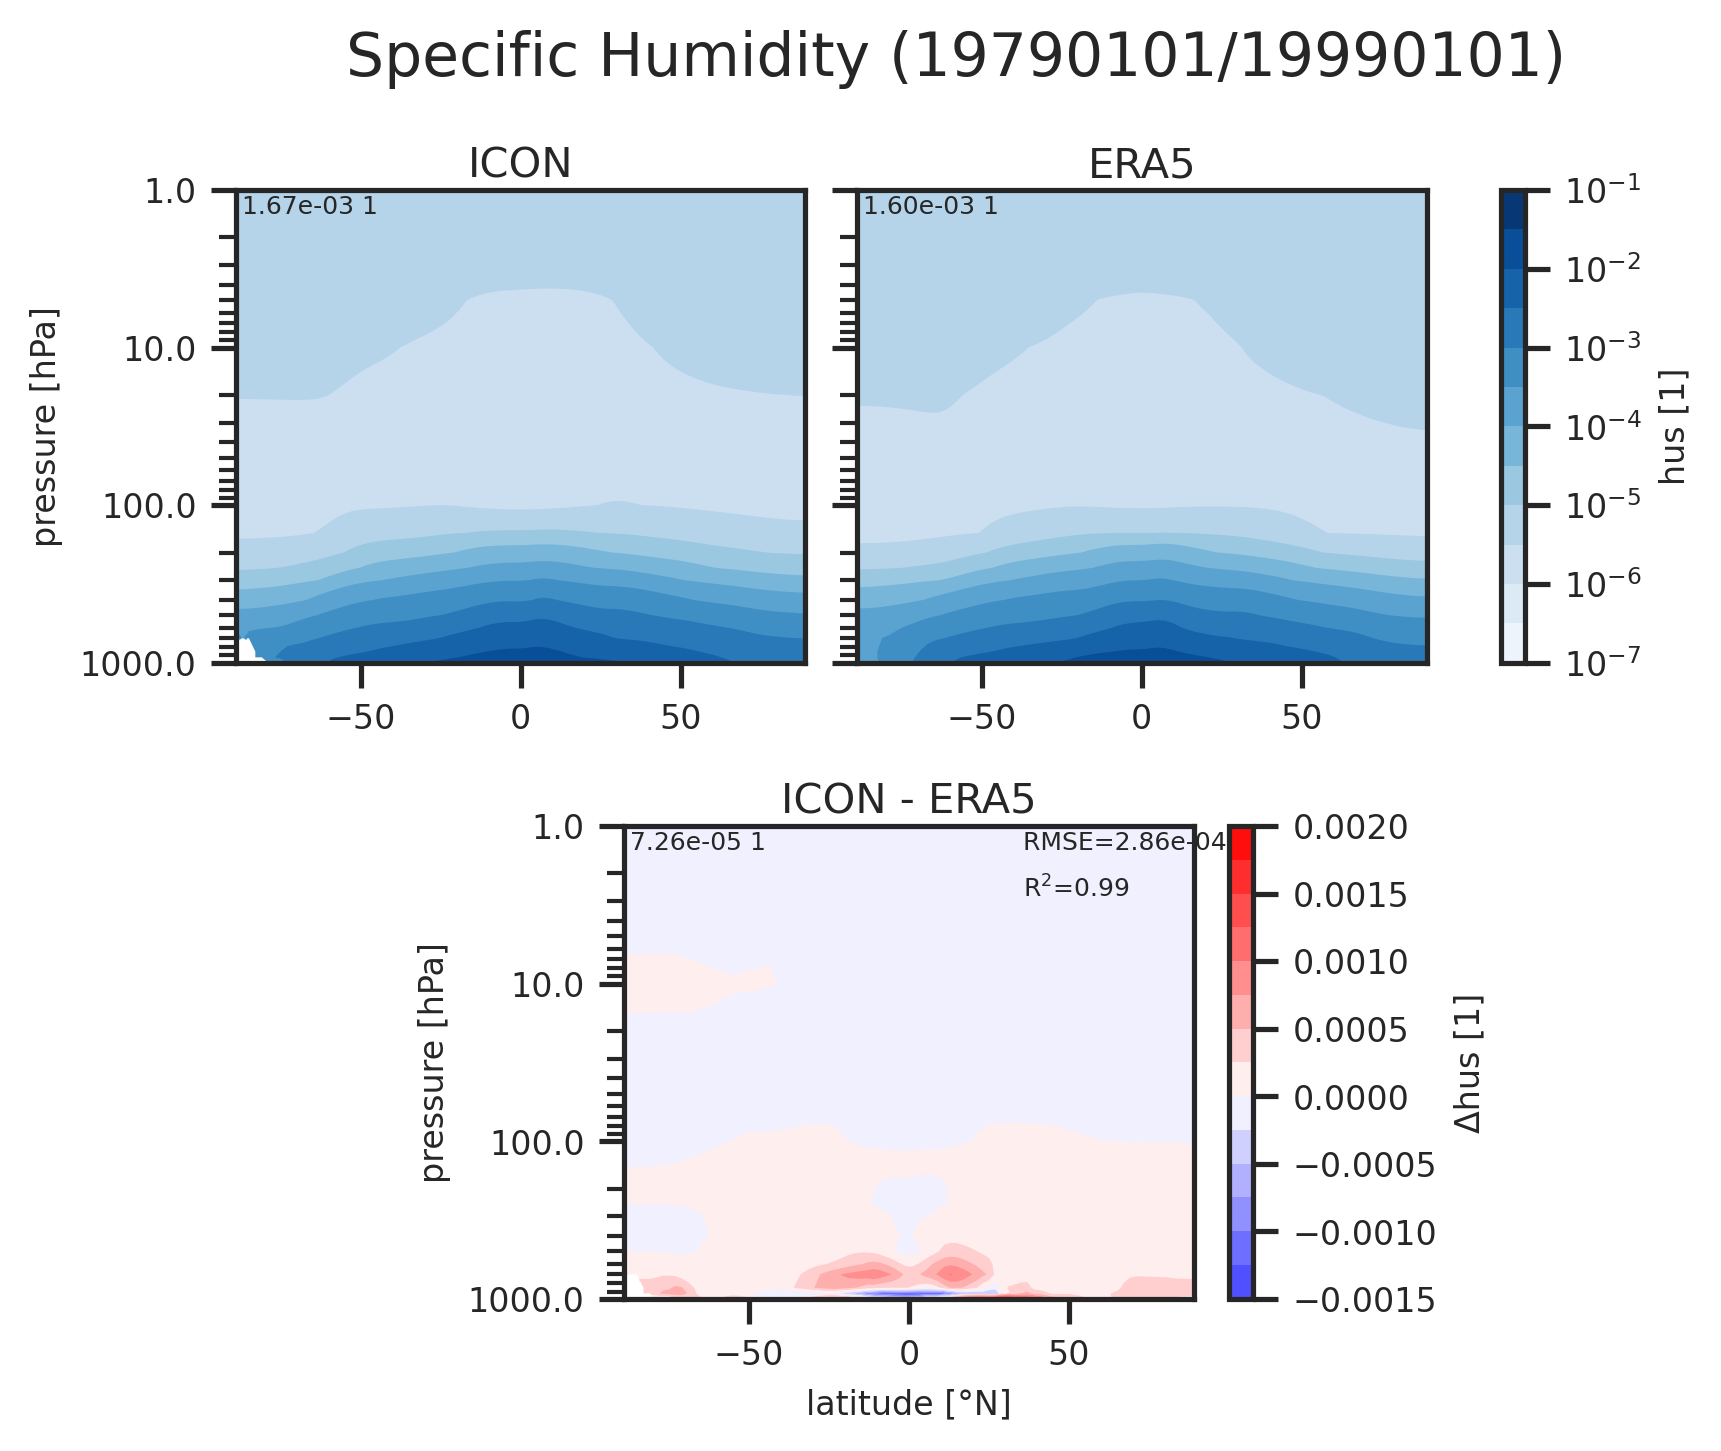 Specific Humidity (19790101/19990101)
ICON
ERA5
1.67e-03 1
1.60e-03 1
1.0
10.0
100.0
1000.0
pressure [hPa]
−50
0
50
−50
0
50
10⁻¹
10⁻²
10⁻³
10⁻⁴
10⁻⁵
10⁻⁶
10⁻⁷
hus [1]
ICON - ERA5
7.26e-05 1
RMSE=2.86e-04
R²=0.99
1.0
10.0
100.0
1000.0
pressure [hPa]
−50
0
50
latitude [°N]
0.0020
0.0015
0.0010
0.0005
0.0000
−0.0005
−0.0010
−0.0015
Δhus [1]